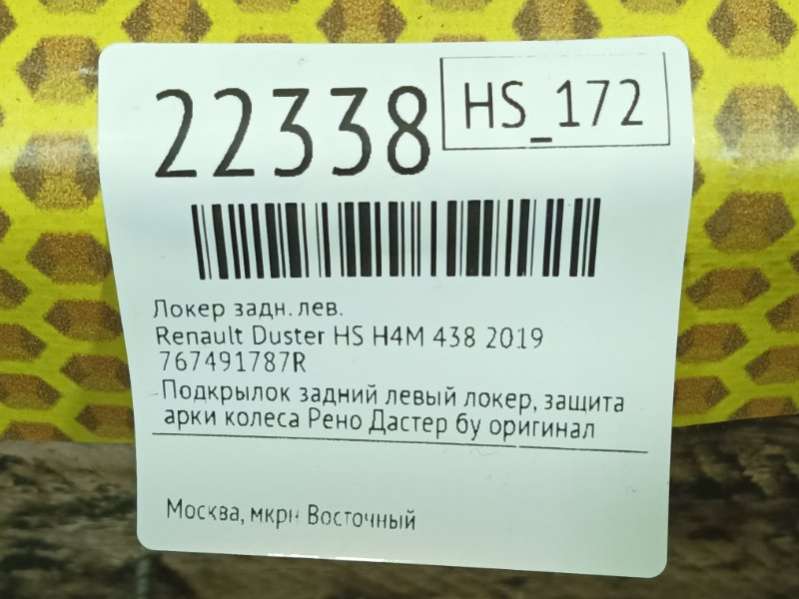 22338
HS_172
Локер задн. лев.
Renault Duster HS H4M 438 2019
767491787R
Подкрылок задний левый локер, защита
арки колеса Рено Дастер бу оригинал
Москва, мкрн Восточный